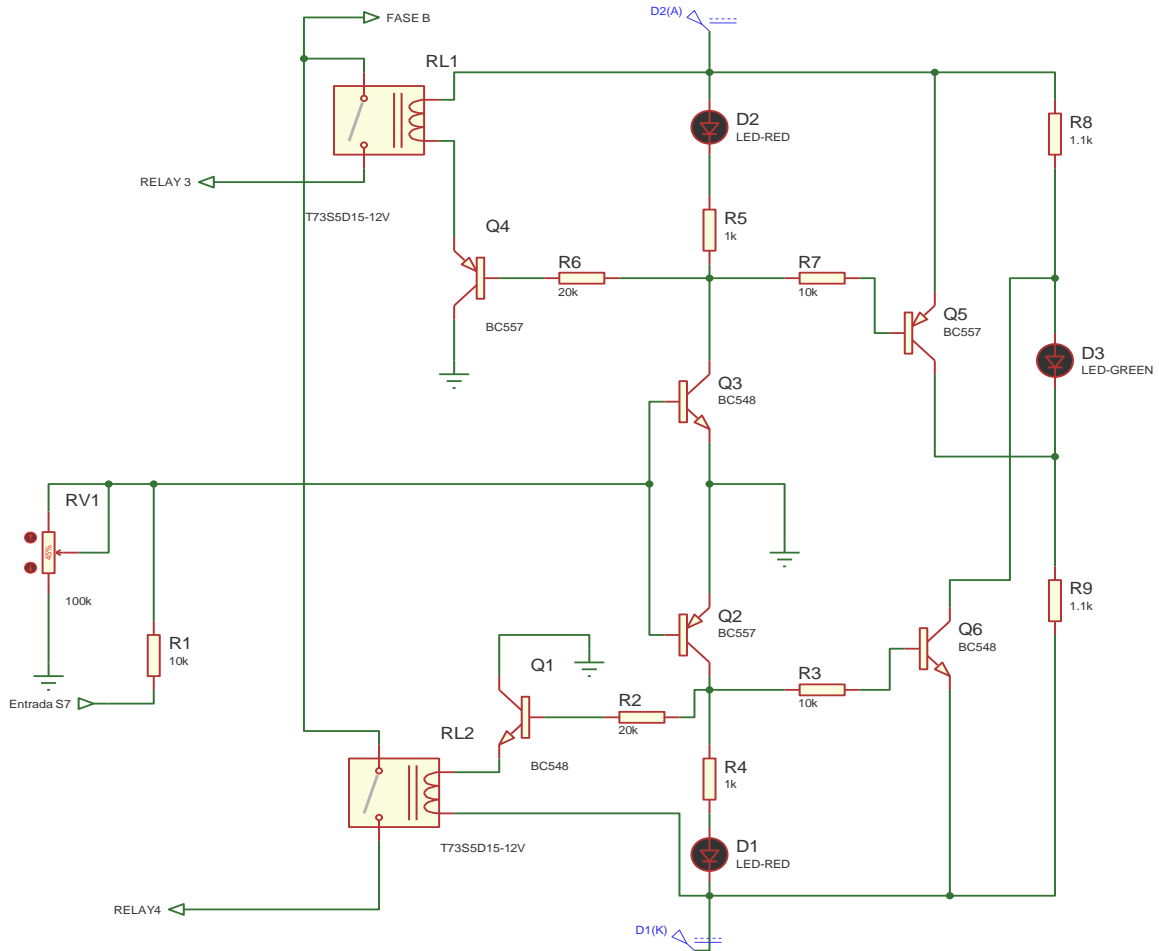 FASE B
D2(A)
RL1
RELAY 3
T73S5D15-12V
D2
LED-RED
R8
1.1k
R5
1k
Q4
R6
20k
BC557
R7
10k
Q5
BC557
D3
LED-GREEN
Q3
BC548
RV1
46%
100k
R1
10k
Entrada S7
Q2
BC557
R9
1.1k
Q6
BC548
Q1
R2
20k
R3
10k
BC548
RL2
T73S5D15-12V
R4
1k
D1
LED-RED
RELAY4
D1(K)